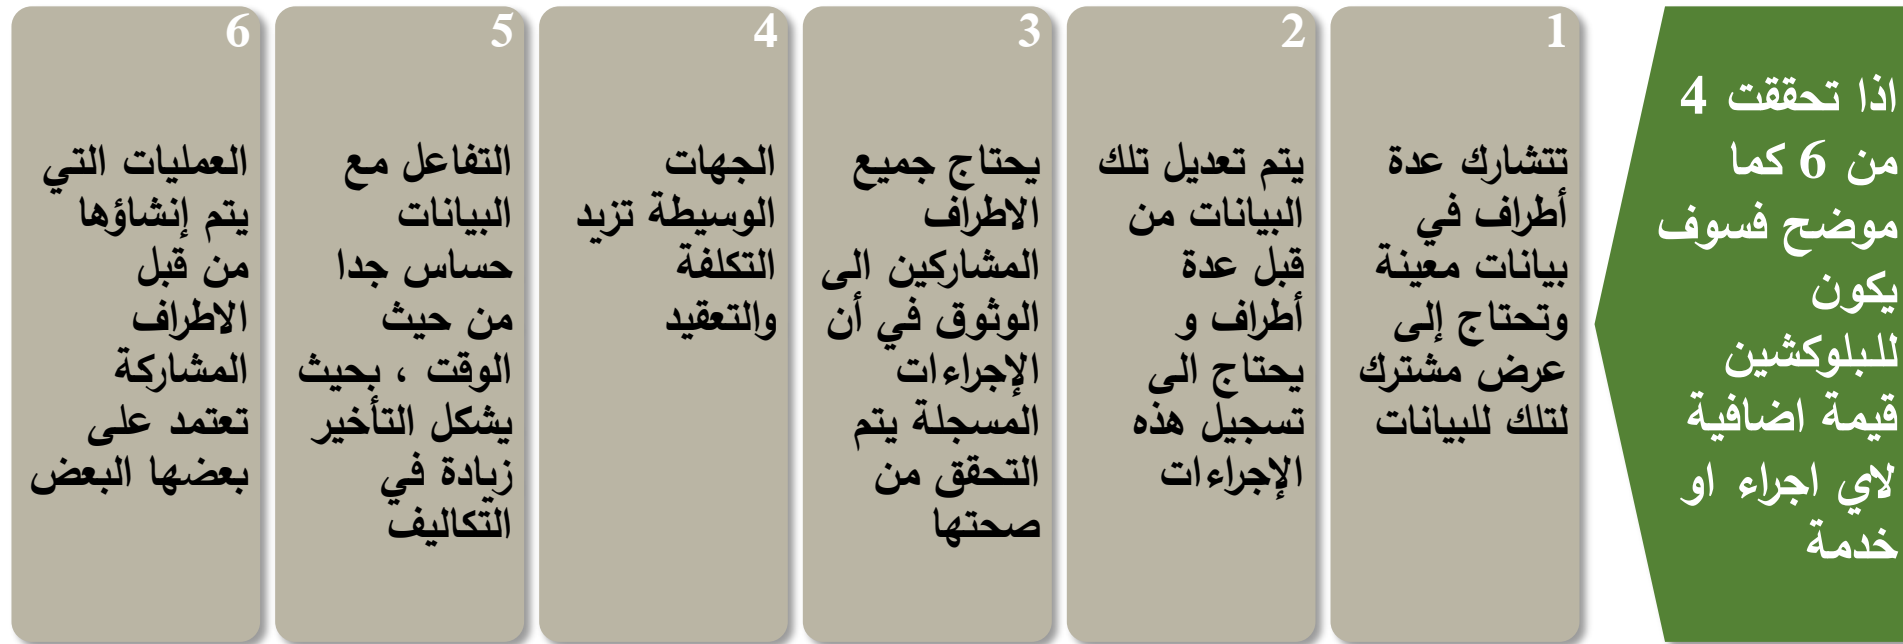 اذا تحققت 4
من 6 كما
موضح فسوف
يكون
للبلوكشين
قيمة اضافية
لاي اجراء او
خدمة
1
تتشارك عدة
أطراف في
بيانات معينة
وتحتاج إلى
عرض مشترك
لتلك للبيانات
2
يتم تعديل تلك
البيانات من
قبل عدة
أطراف و
يحتاج الى
تسجيل هذه
الإجراءات
3
يحتاج جميع
الاطراف
المشاركين الى
الوثوق في أن
الإجراءات
المسجلة يتم
التحقق من
صحتها
4
الجهات
الوسيطة تزيد
التكلفة
والتعقيد
5
التفاعل مع
البيانات
حساس جدا
من حيث
الوقت ، بحيث
يشكل التأخير
زيادة في
التكاليف
6
العمليات التي
يتم إنشاؤها
من قبل
الاطراف
المشاركة
تعتمد على
بعضها البعض